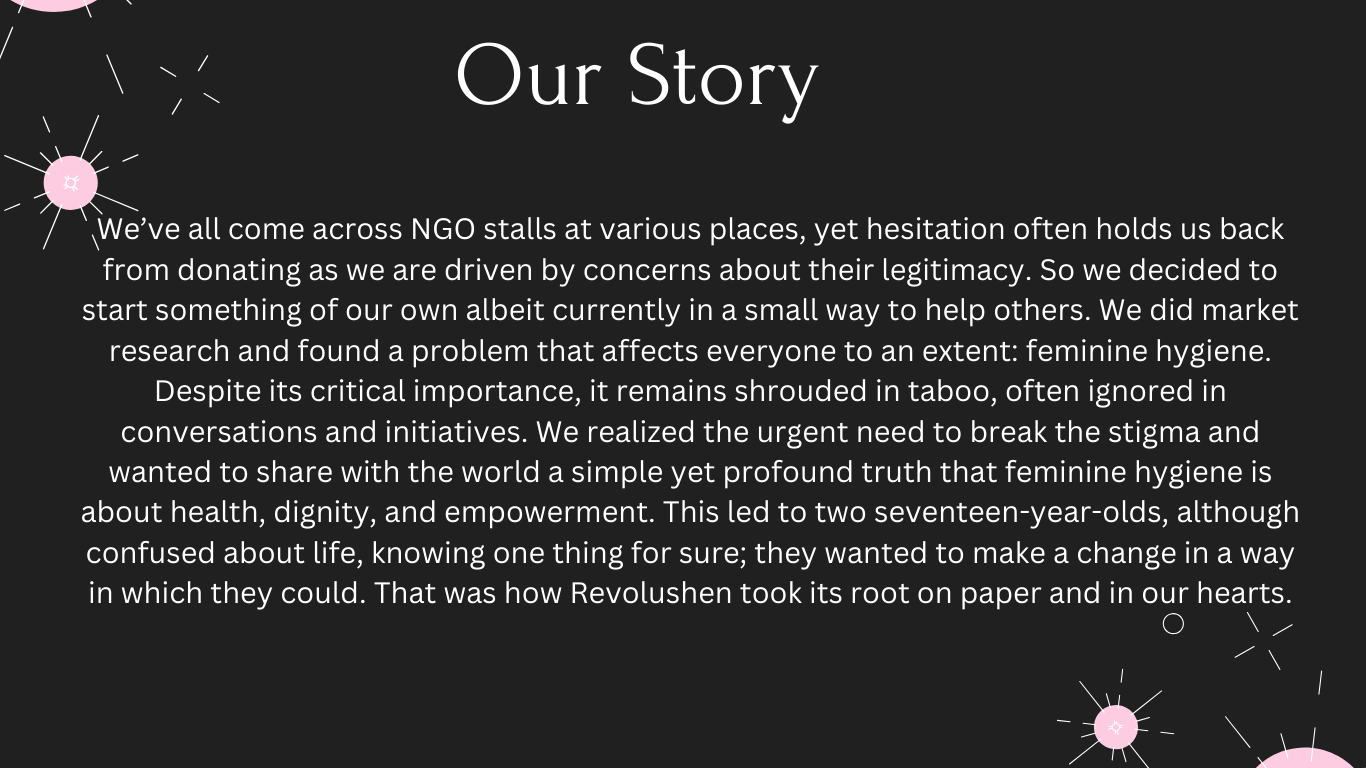 Our Story
We’ve all come across NGO stalls at various places, yet hesitation often holds us back
from donating as we are driven by concerns about their legitimacy. So we decided to
start something of our own albeit currently in a small way to help others. We did market
research and found a problem that affects everyone to an extent: feminine hygiene.
Despite its critical importance, it remains shrouded in taboo, often ignored in
conversations and initiatives. We realized the urgent need to break the stigma and
wanted to share with the world a simple yet profound truth that feminine hygiene is
about health, dignity, and empowerment. This led to two seventeen-year-olds, although
confused about life, knowing one thing for sure; they wanted to make a change in a way
in which they could. That was how Revolushen took its root on paper and in our hearts.